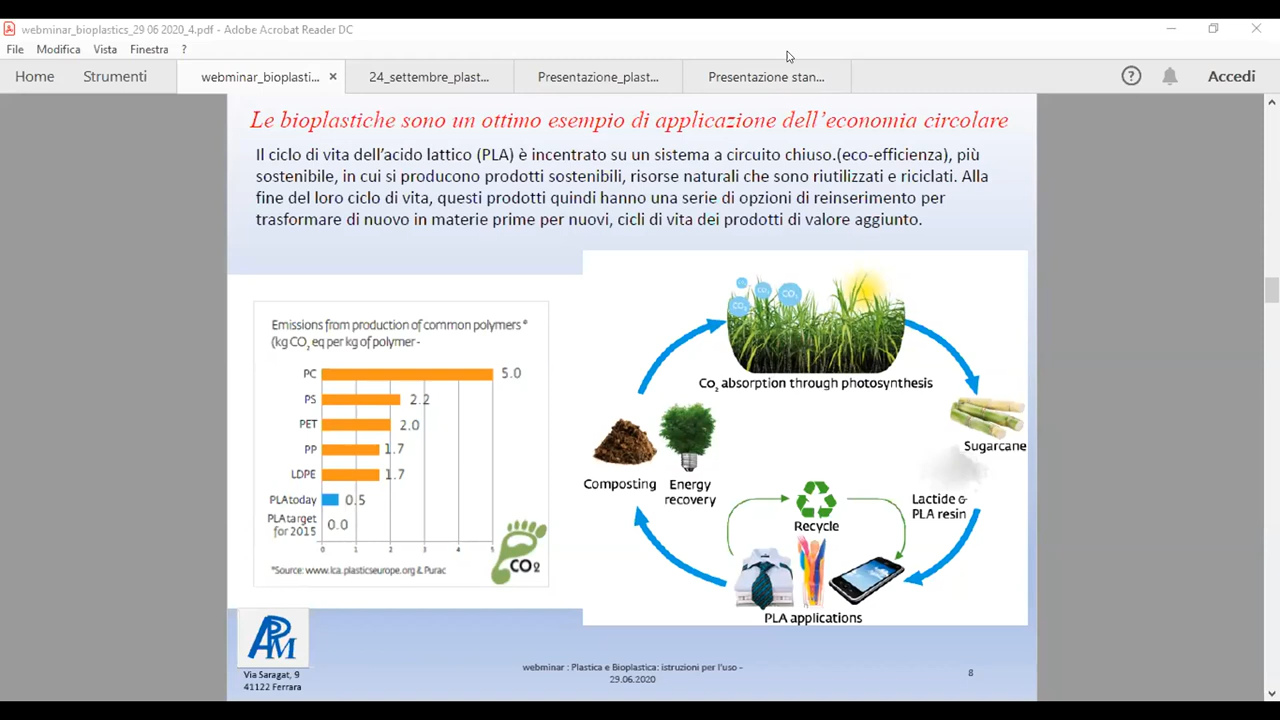 webminar_bioplastics_29 06 2020_4.pdf - Adobe Acrobat Reader DC
File Modifica Vista Finestra ?
Home Strumenti webminar_bioplasti... × 24_settembre_plast... Presentazione_plast... Presentazione stan... ? Accedi
Le bioplastiche sono un ottimo esempio di applicazione dell'economia circolare
Il ciclo di vita dell'acido lattico (PLA) è incentrato su un sistema a circuito chiuso.(eco-efficienza), più
sostenibile, in cui si producono prodotti sostenibili, risorse naturali che sono riutilizzati e riciclati. Alla
fine del loro ciclo di vita, questi prodotti quindi hanno una serie di opzioni di reinserimento per
trasformare di nuovo in materie prime per nuovi, cicli di vita dei prodotti di valore aggiunto.
Emissions from production of common polymers*
(kg CO2 eq per kg of polymer-
PC 5.0
PS 2.2
PET 2.0
PP 1.7
LDPE 1.7
PLA today 0.5
PLA target
for 2015 0.0
0 1 2 3 4 5
*Source: www.lca.plasticseurope.org & Purac
CO2
CO2 CO2 CO2
Co2 absorption through photosynthesis
Sugarcane
Lactide &
PLA resin
Composting
Energy
recovery
Recycle
PLA applications
APM
Via Saragat, 9
41122 Ferrara
webminar : Plastica e Bioplastica: istruzioni per l'uso –
29.06.2020
8